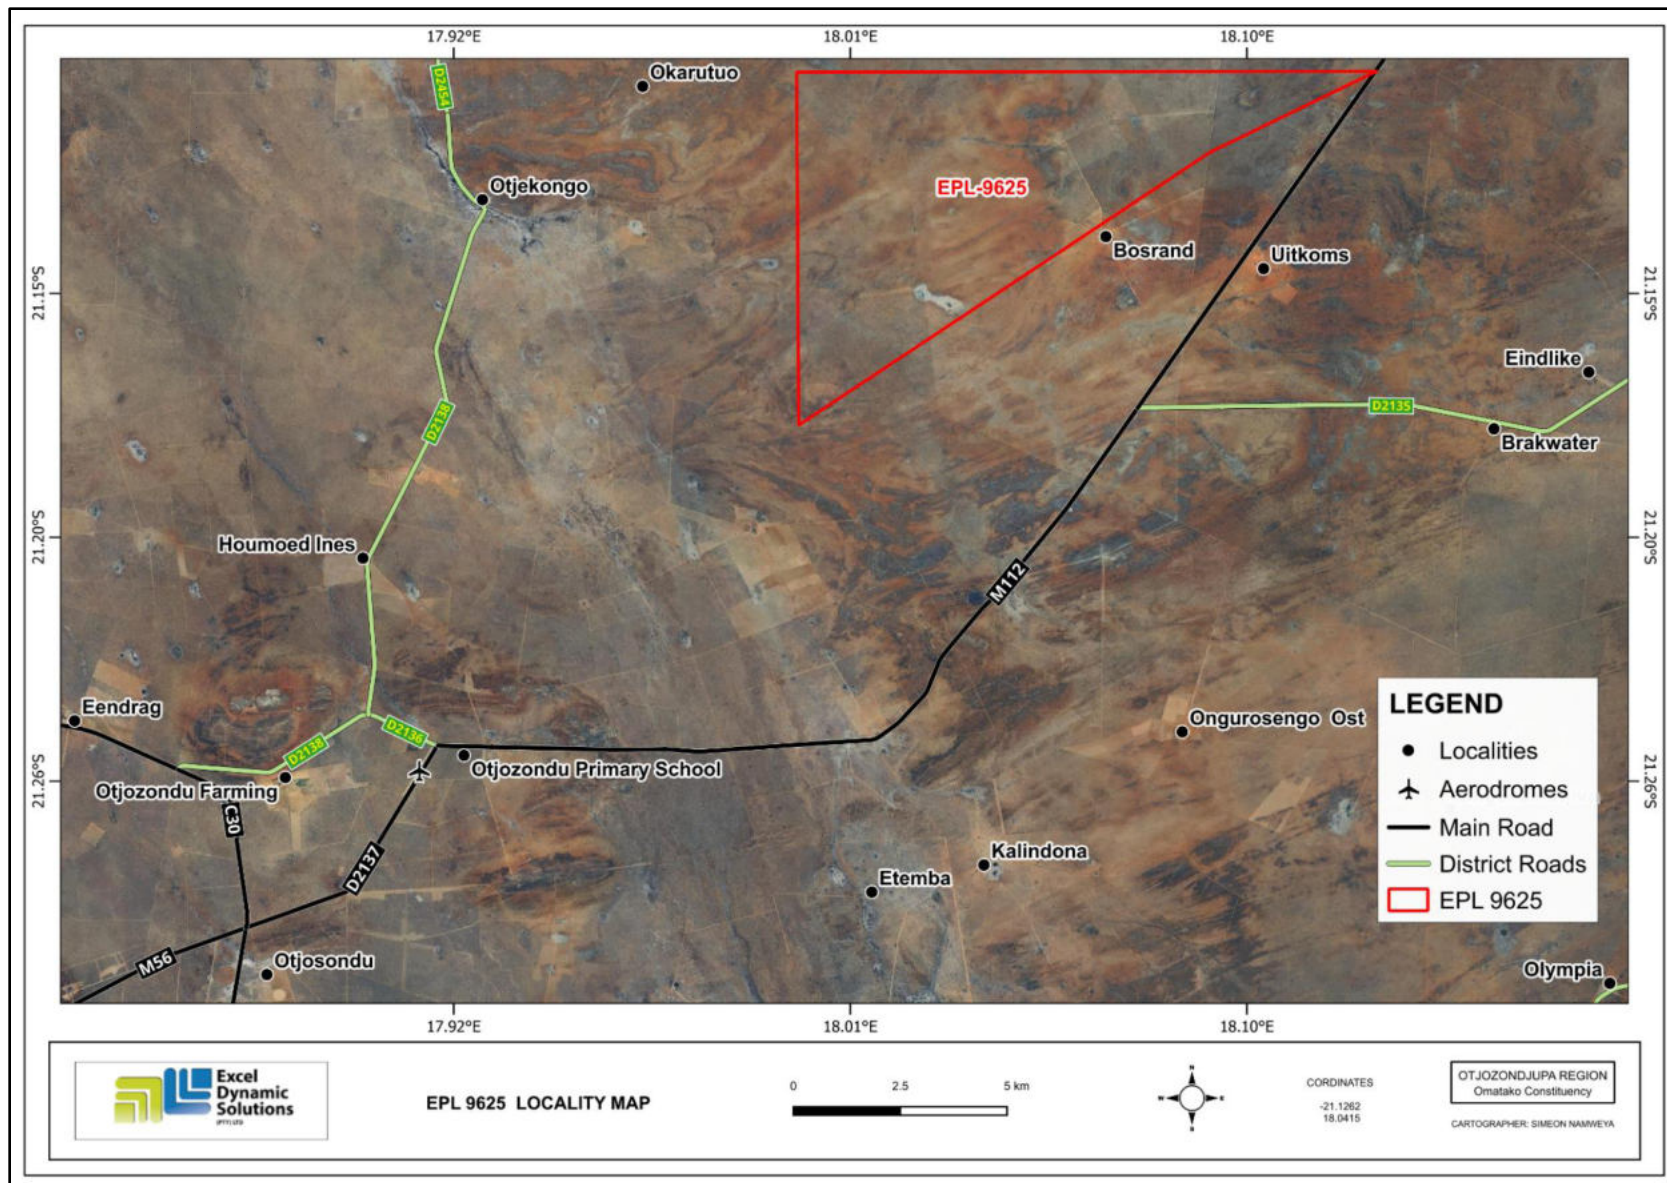 17.92°E
18.01°E
18.10°E
D2454
Okarutuo
Otjekongo
EPL-9625
Bosrand
Uitkoms
21.15°S
21.15°S
Eindlike
D2138
D2135
Brakwater
21.20°S
21.20°S
Houmoed Ines
M112
Eendrag
D2136
D2138
Otjozondu Primary School
Ongurosengo Ost
Otjozondu Farming
21.26°S
21.26°S
C30
D2137
Kalindona
Etemba
M56
Otjosondu
Olympia
LEGEND
Localities
Aerodromes
Main Road
District Roads
EPL 9625
17.92°E
18.01°E
18.10°E
Excel
Dynamic
Solutions
(PTY) LTD
EPL 9625 LOCALITY MAP
0 2.5 5 km
N
W E
CORDINATES
-21.1262
18.0415
OTJOZONDJUPA REGION
Omatako Constituency
CARTOGRAPHER: SIMEON NAMWEYA